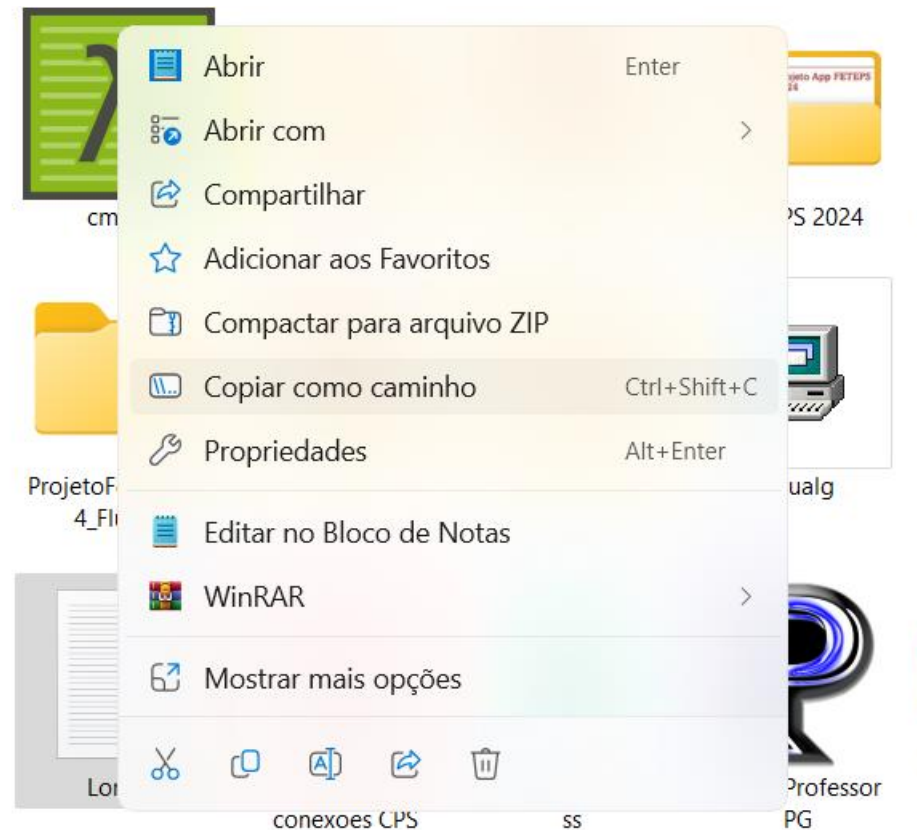 Abrir Enter
Abrir com
Compartilhar
Adicionar aos Favoritos
Compactar para arquivo ZIP
Copiar como caminho Ctrl+Shift+C
Propriedades Alt+Enter
Editar no Bloco de Notas
WinRAR
Mostrar mais opções
App FETEPS
cm
PS 2024
ProjetoF
4_Flu
ualg
Lor
Professor
conexoes CPS
ss
PG